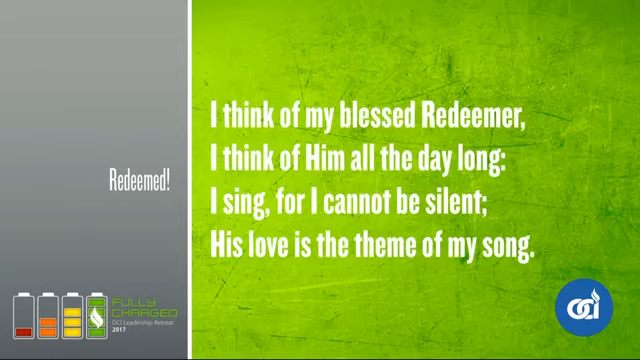 Redeemed!
I think of my blessed Redeemer,
I think of Him all the day long:
I sing, for I cannot be silent;
His love is the theme of my song.
FULLY
CHARGED
OCI Leadership Retreat
2017
OCI